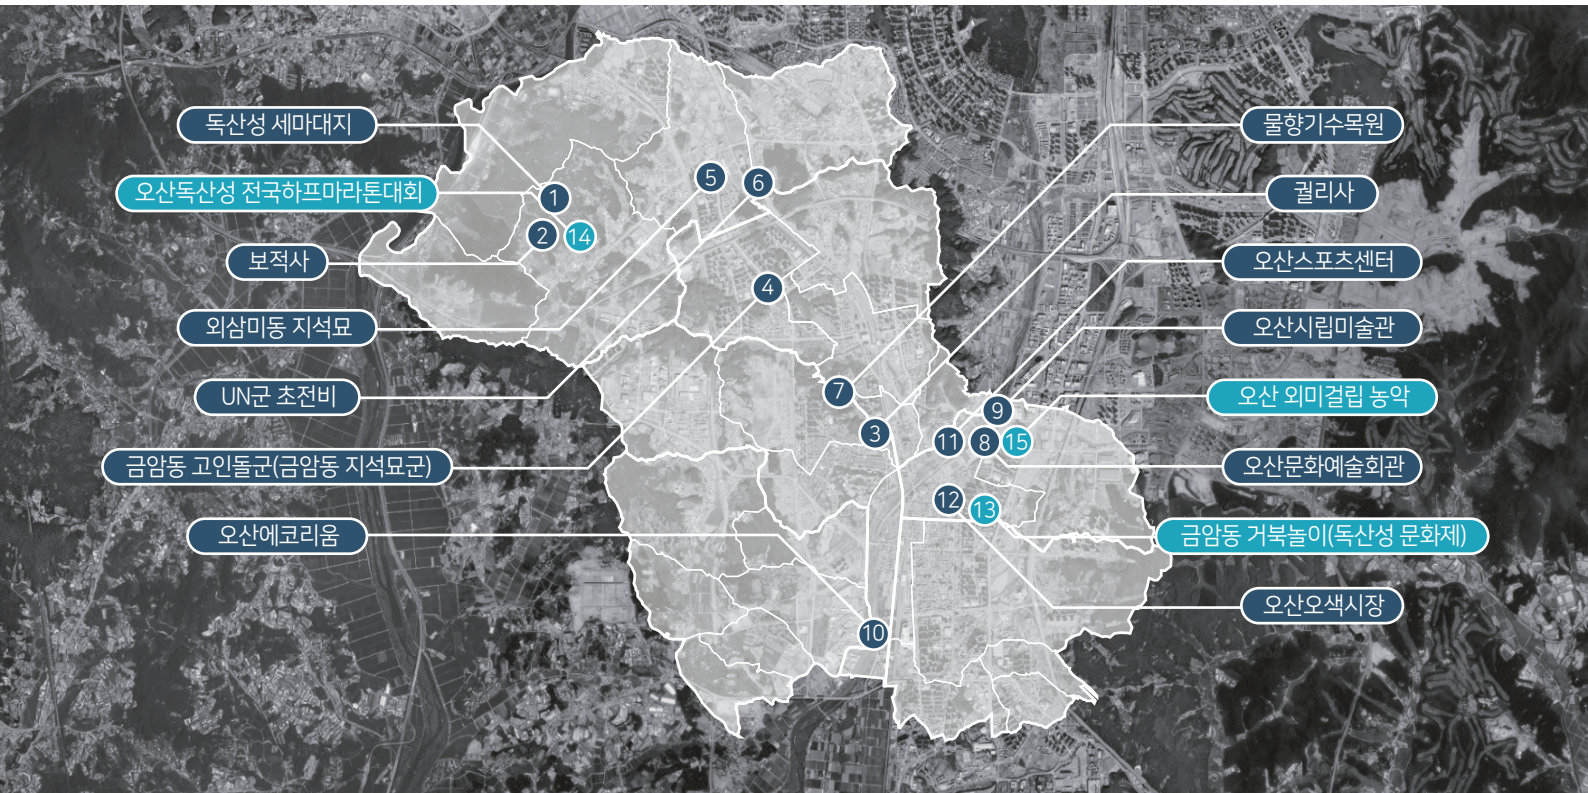 독산성 세마대지
오산독산성 전국하프마라톤대회
보적사
외삼미동 지석묘
UN군 초전비
금암동 고인돌군(금암동 지석묘군)
오산에코리움
1
2
14
5
6
4
7
3
9
11
8
15
12
13
10
물향기수목원
궐리사
오산스포츠센터
오산시립미술관
오산 외미걸립 농악
오산문화예술회관
금암동 거북놀이(독산성 문화제)
오산오색시장